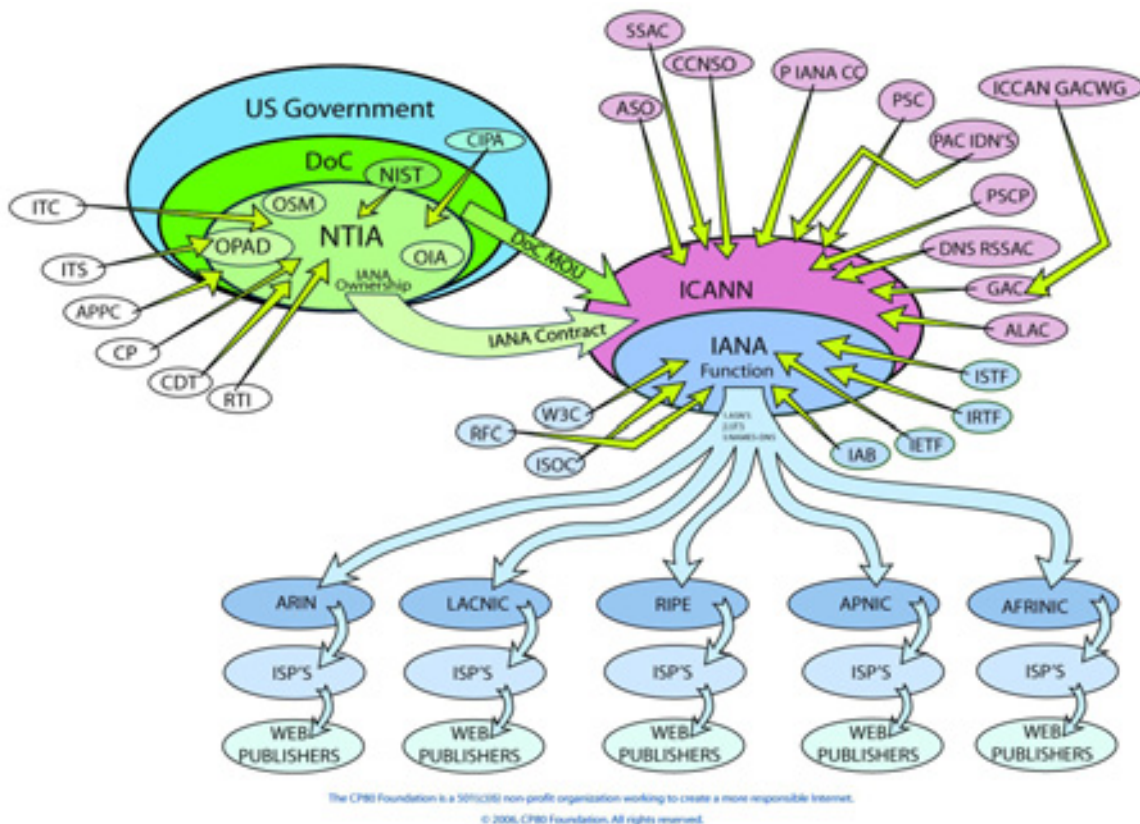 SSAC
CCNSO
P IANA CC
ICCAN GACWG
ASO
PSC
PAC IDN'S
US Government
CIPA
DoC
NIST
PSCP
ITC
OSM
NTIA
OPAD
OIA
DoC MOU
DNS RSSAC
ITS
IANA
Ownership
ICANN
GAC
APPC
IANA Contract
ALAC
CP
IANA
Function
CDT
RTI
ISTF
W3C
IRTF
RFC
ISOC
IAB
IETF
ARIN
LACNIC
RIPE
APNIC
AFRINIC
ISP'S
ISP'S
ISP'S
ISP'S
ISP'S
WEB
PUBLISHERS
WEB
PUBLISHERS
WEB
PUBLISHERS
WEB
PUBLISHERS
WEB
PUBLISHERS
The CP80 Foundation is a 501(c)(6) non-profit organization working to create a more responsible Internet.
© 2006, CP80 Foundation. All rights reserved.